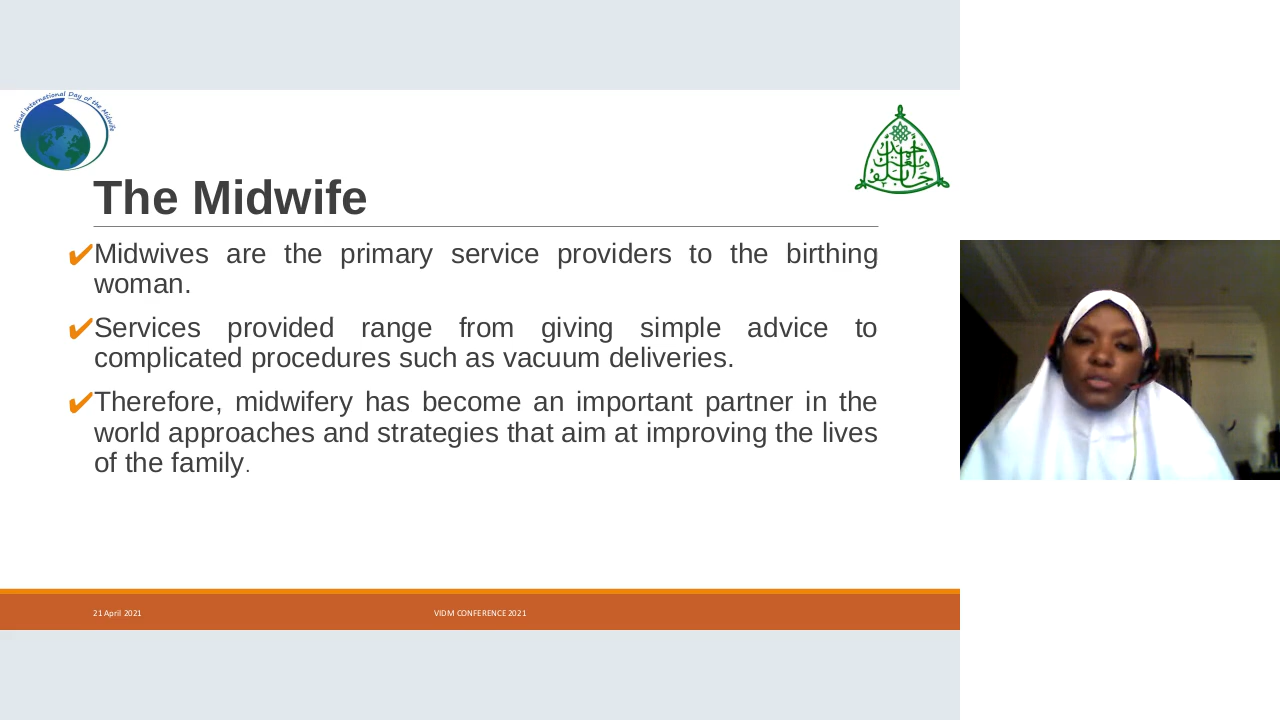 Virtual International Day of the Midwife
The Midwife
✔Midwives are the primary service providers to the birthing
woman.
✔Services provided range from giving simple advice to
complicated procedures such as vacuum deliveries.
✔Therefore, midwifery has become an important partner in the
world approaches and strategies that aim at improving the lives
of the family.
21 April 2021
VIDM CONFERENCE 2021